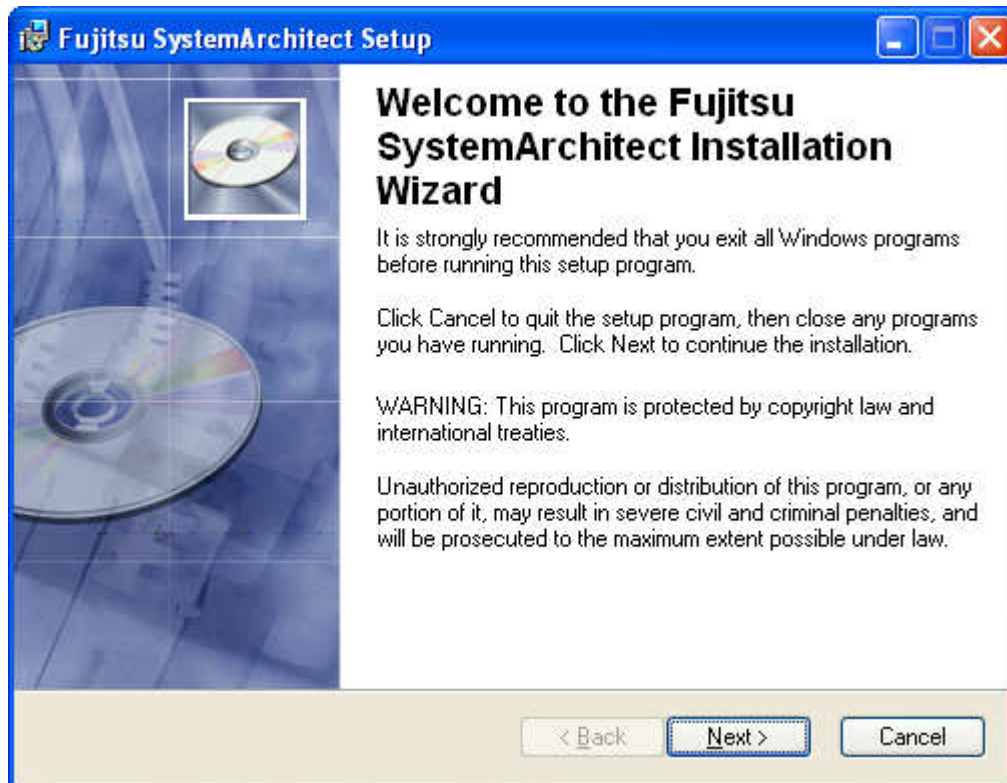 Fujitsu SystemArchitect Setup
Welcome to the Fujitsu
SystemArchitect Installation
Wizard
It is strongly recommended that you exit all Windows programs
before running this setup program.
Click Cancel to quit the setup program, then close any programs
you have running.  Click Next to continue the installation.
WARNING: This program is protected by copyright law and
international treaties.
Unauthorized reproduction or distribution of this program, or any
portion of it, may result in severe civil and criminal penalties, and
will be prosecuted to the maximum extent possible under law.
< Back
Next >
Cancel